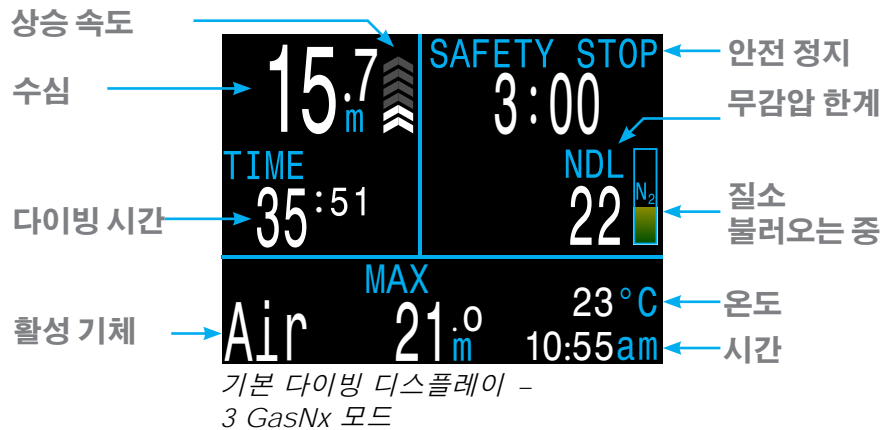 상승 속도
수심
다이빙 시간
활성 기체
15.7
m
TIME
35:51
SAFETY STOP
3:00
NDL
22
N2
MAX
Air
21.0
m
23°C
10:55am
안전 정지
무감압 한계
질소
불러오는 중
온도
시간
기본 다이빙 디스플레이 –
3 GasNx 모드